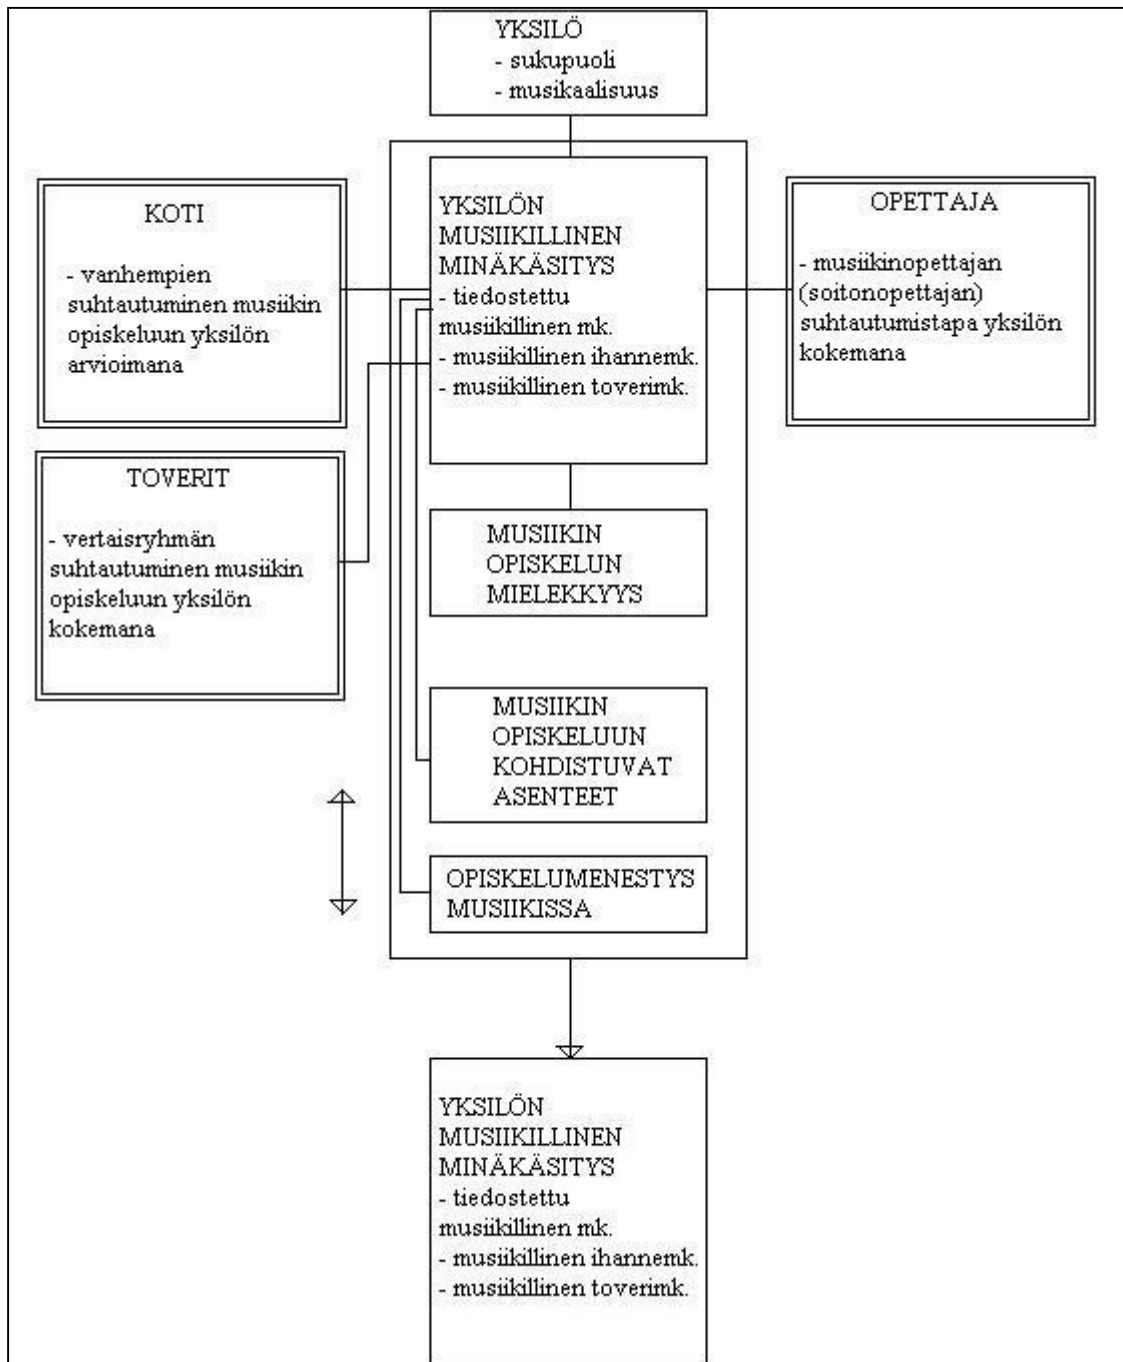 YKSILÖ
- sukupuoli
- musikaalisuus
KOTI
- vanhempien
suhtautuminen musiikin
opiskeluun yksilön
arvioimana
YKSILÖN
MUSIIKILLINEN
MINÄKÄSITYS
- tiedostettu
musiikillinen mk.
- musiikillinen ihannemk.
- musiikillinen toverimk.
OPETTAJA
- musiikinopettajan
(soitonopettajan)
suhtautumistapa yksilön
kokemana
TOVERIT
- vertaisryhmän
suhtautuminen musiikin
opiskeluun yksilön
kokemana
MUSIIKIN
OPISKELUN
MIELEKKYYS
MUSIIKIN
OPISKELUUN
KOHDISTUVAT
ASENTEET
OPISKELUMENESTYS
MUSIIKISSA
YKSILÖN
MUSIIKILLINEN
MINÄKÄSITYS
- tiedostettu
musiikillinen mk.
- musiikillinen ihannemk.
- musiikillinen toverimk.